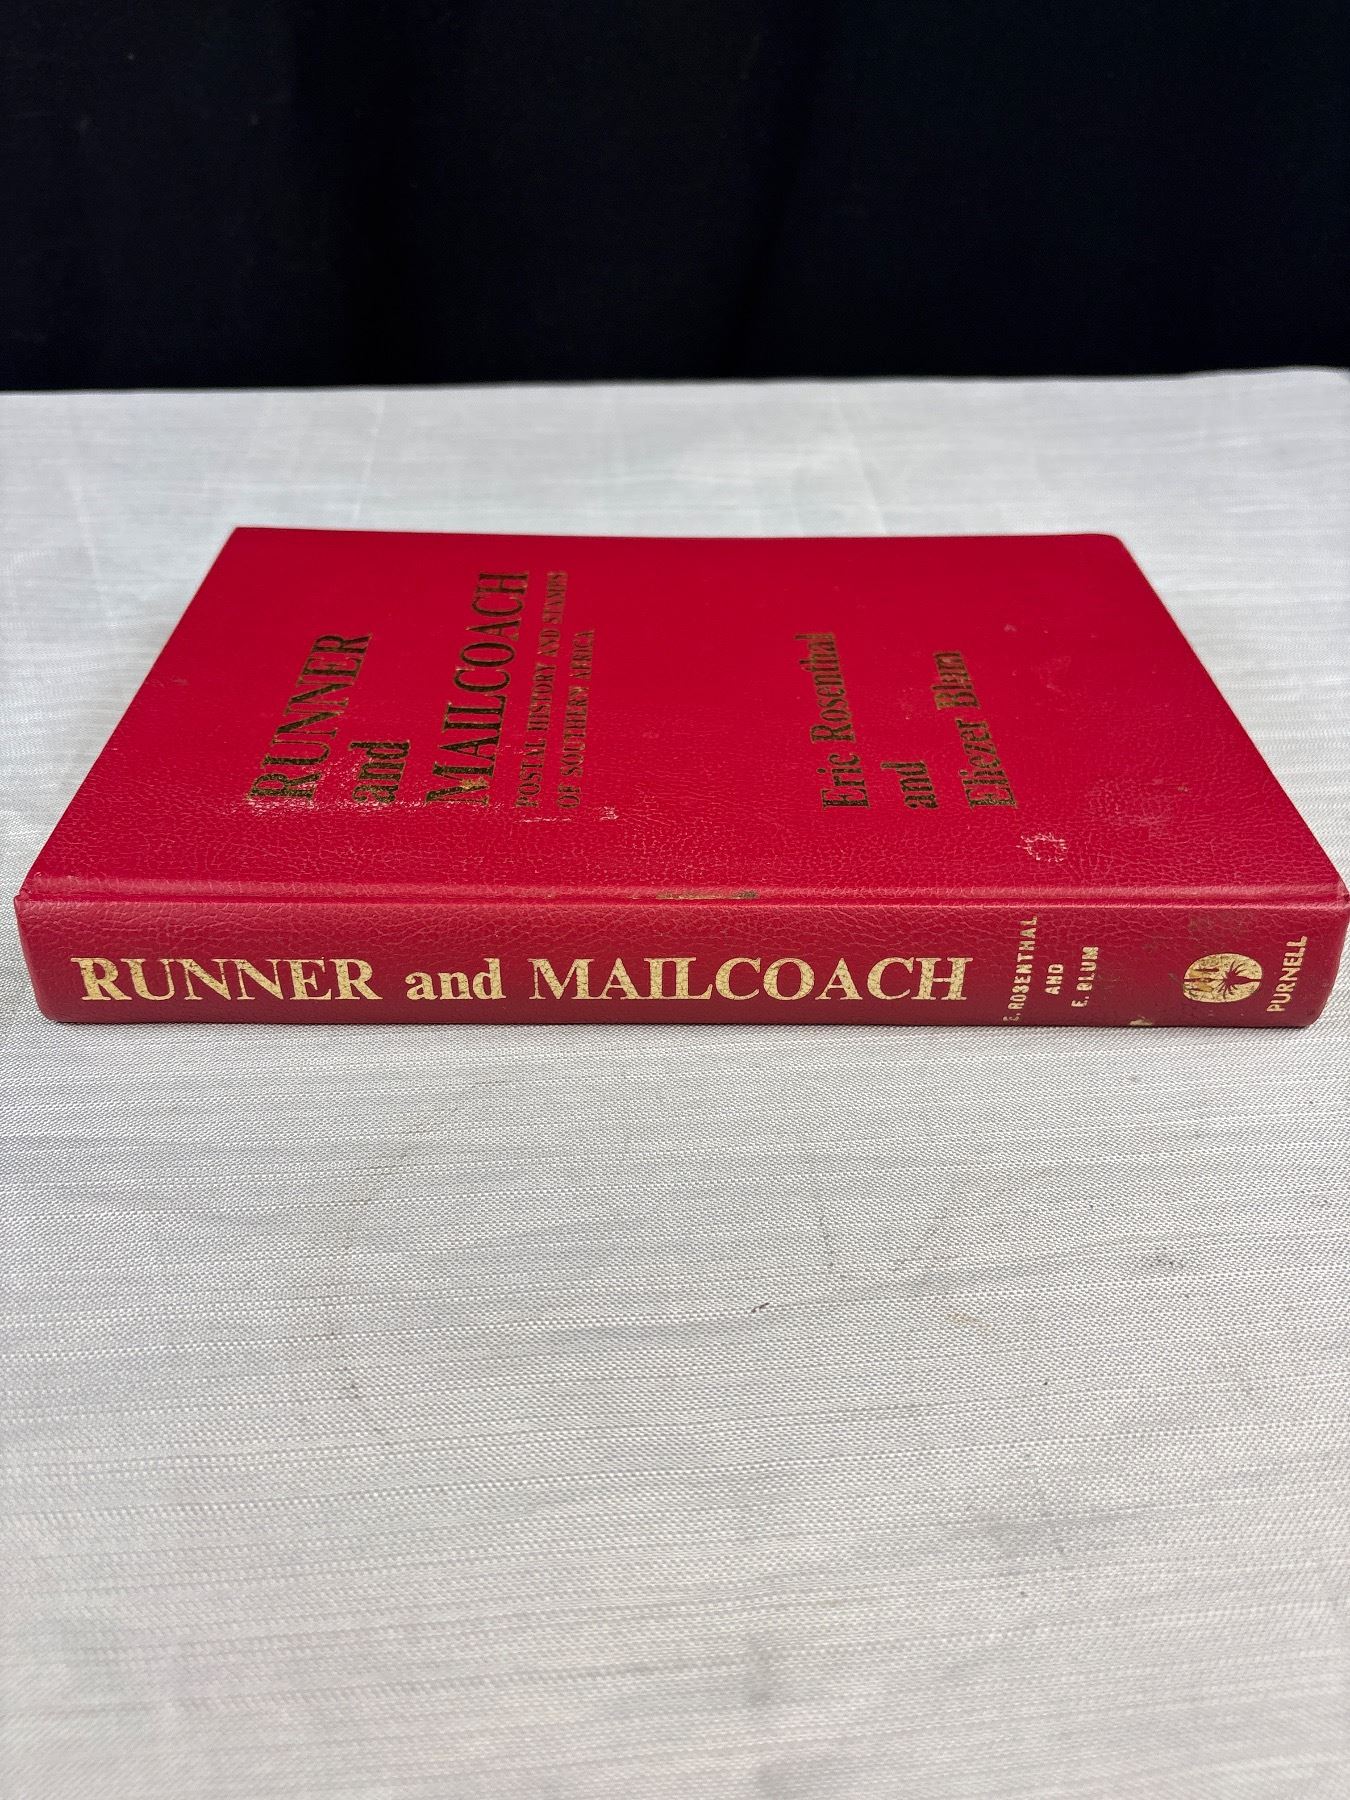 RUNNER
and
MAILCOACH
POSTAL HISTORY AND STAMPS
OF SOUTHERN AFRICA
Eric Rosenthal
and
Eliezer Blum
RUNNER and MAILCOACH
E. ROSENTHAL
AND
E. BLUM
PURNELL